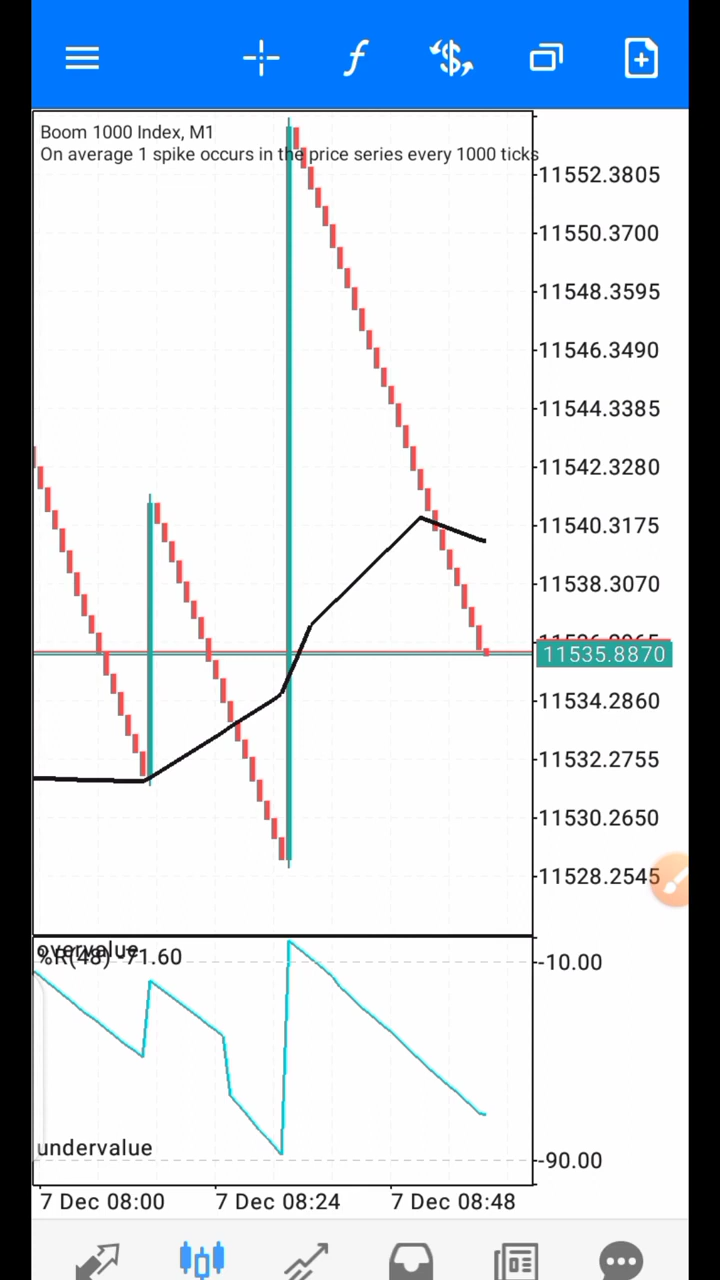 Boom 1000 Index, M1
On average 1 spike occurs in the price series every 1000 ticks
11552.3805
11550.3700
11548.3595
11546.3490
11544.3385
11542.3280
11540.3175
11538.3070
11535.8870
11534.2860
11532.2755
11530.2650
11528.2545
overvalue
%R(48) -71.60
-10.00
undervalue
-90.00
7 Dec 08:00
7 Dec 08:24
7 Dec 08:48